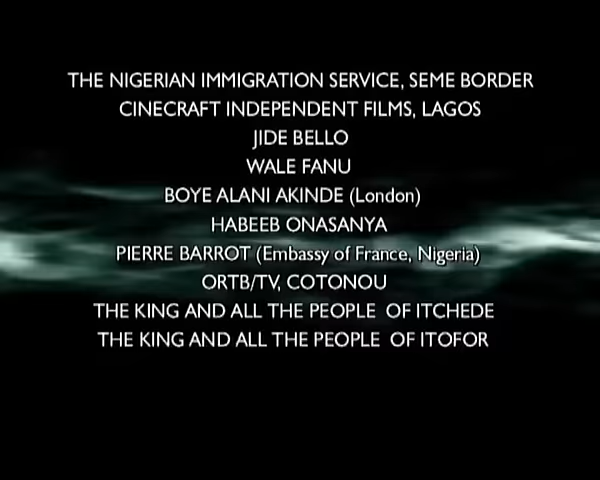 THE NIGERIAN IMMIGRATION SERVICE, SEME BORDER
CINECRAFT INDEPENDENT FILMS, LAGOS
JIDE BELLO
WALE FANU
BOYE ALANI AKINDE (London)
HABEEB ONASANYA
PIERRE BARROT (Embassy of France, Nigeria)
ORTB/TV, COTONOU
THE KING AND ALL THE PEOPLE OF ITCHEDE
THE KING AND ALL THE PEOPLE OF ITOFOR